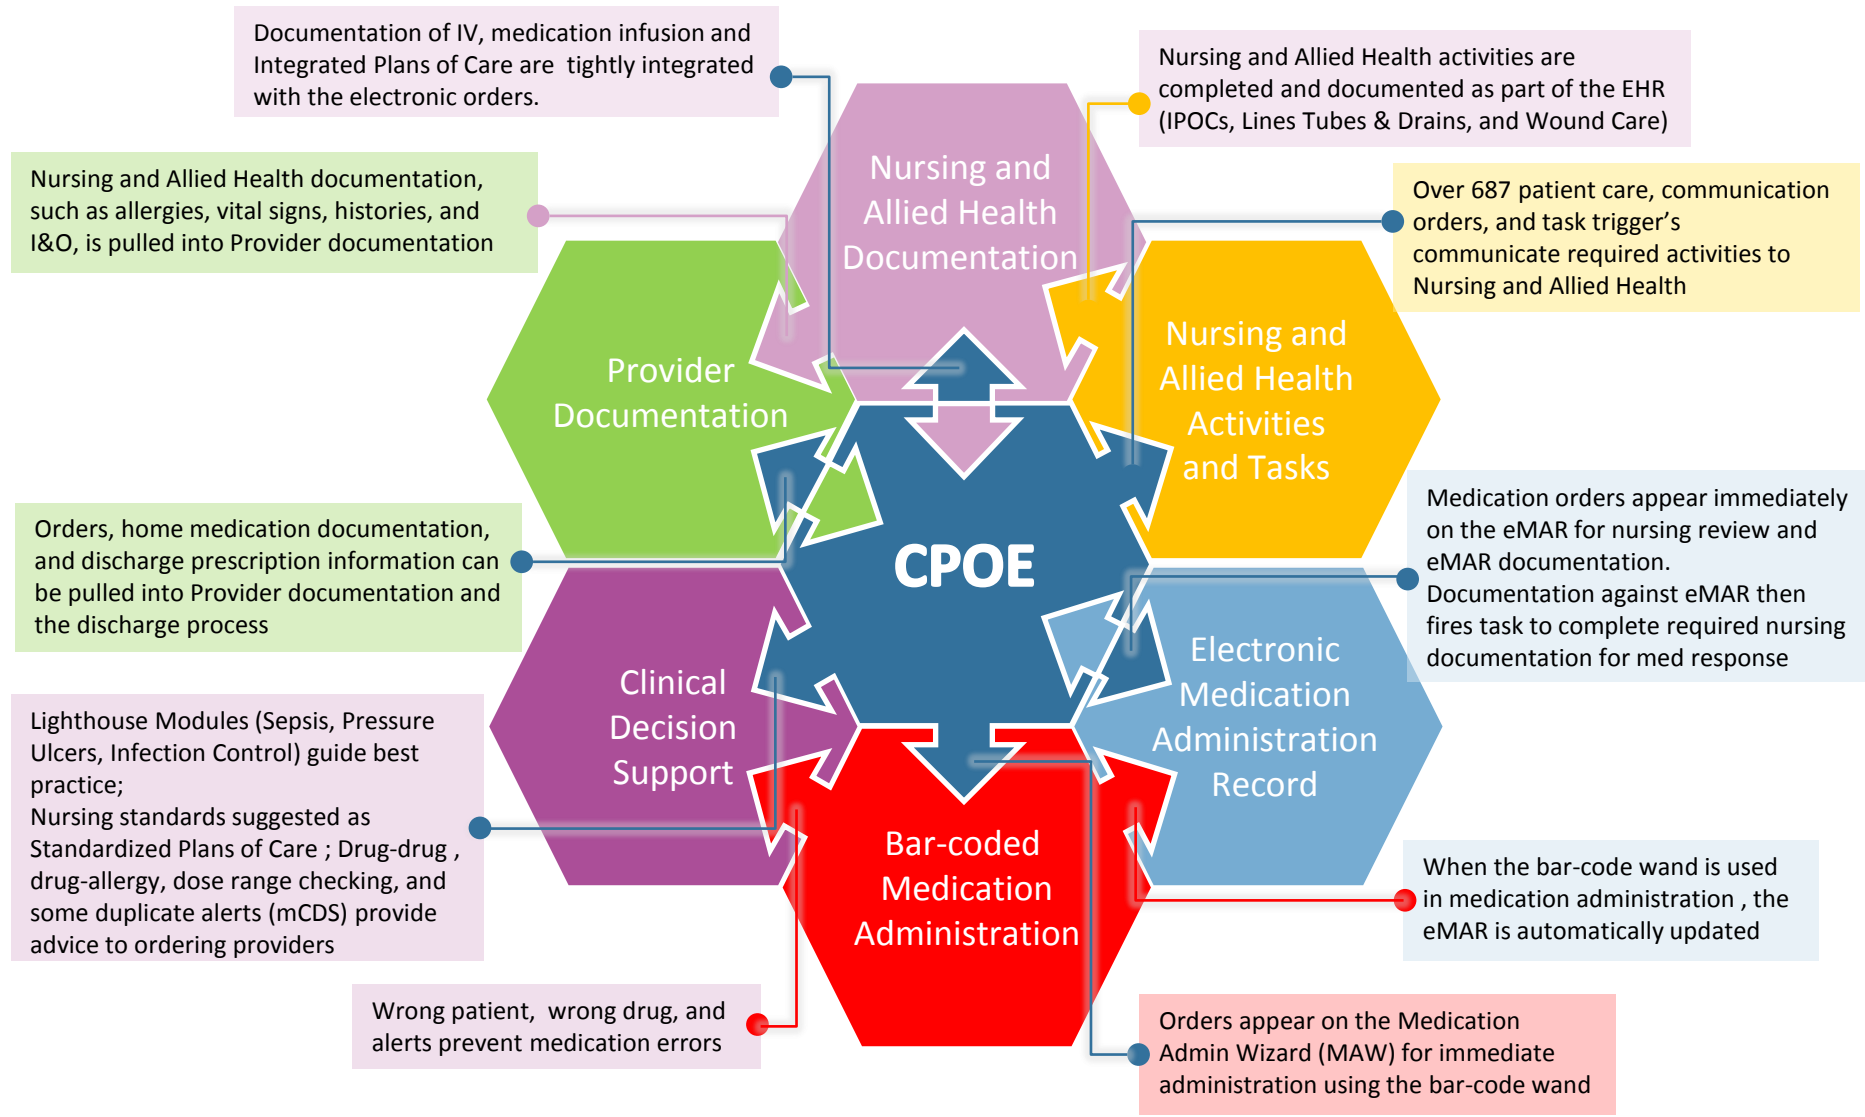 Documentation of IV, medication infusion and
Integrated Plans of Care are  tightly integrated
with the electronic orders.
Nursing and Allied Health activities are
completed and documented as part of the EHR
(IPOCs, Lines Tubes & Drains, and Wound Care)
Nursing and Allied Health documentation,
such as allergies, vital signs, histories, and
I&O, is pulled into Provider documentation
Nursing and
Allied Health
Documentation
Over 687 patient care, communication
orders, and task trigger’s
communicate required activities to
Nursing and Allied Health
Provider
Documentation
Nursing and
Allied Health
Activities
and Tasks
Orders, home medication documentation,
and discharge prescription information can
be pulled into Provider documentation and
the discharge process
CPOE
Medication orders appear immediately
on the eMAR for nursing review and
eMAR documentation.
Documentation against eMAR then
fires task to complete required nursing
documentation for med response
Clinical
Decision
Support
Electronic
Medication
Administration
Record
Lighthouse Modules (Sepsis, Pressure
Ulcers, Infection Control) guide best
practice;
Nursing standards suggested as
Standardized Plans of Care ; Drug-drug ,
drug-allergy, dose range checking, and
some duplicate alerts (mCDS) provide
advice to ordering providers
Bar-coded
Medication
Administration
When the bar-code wand is used
in medication administration , the
eMAR is automatically updated
Wrong patient,  wrong drug, and
alerts prevent medication errors
Orders appear on the Medication
Admin Wizard (MAW) for immediate
administration using the bar-code wand